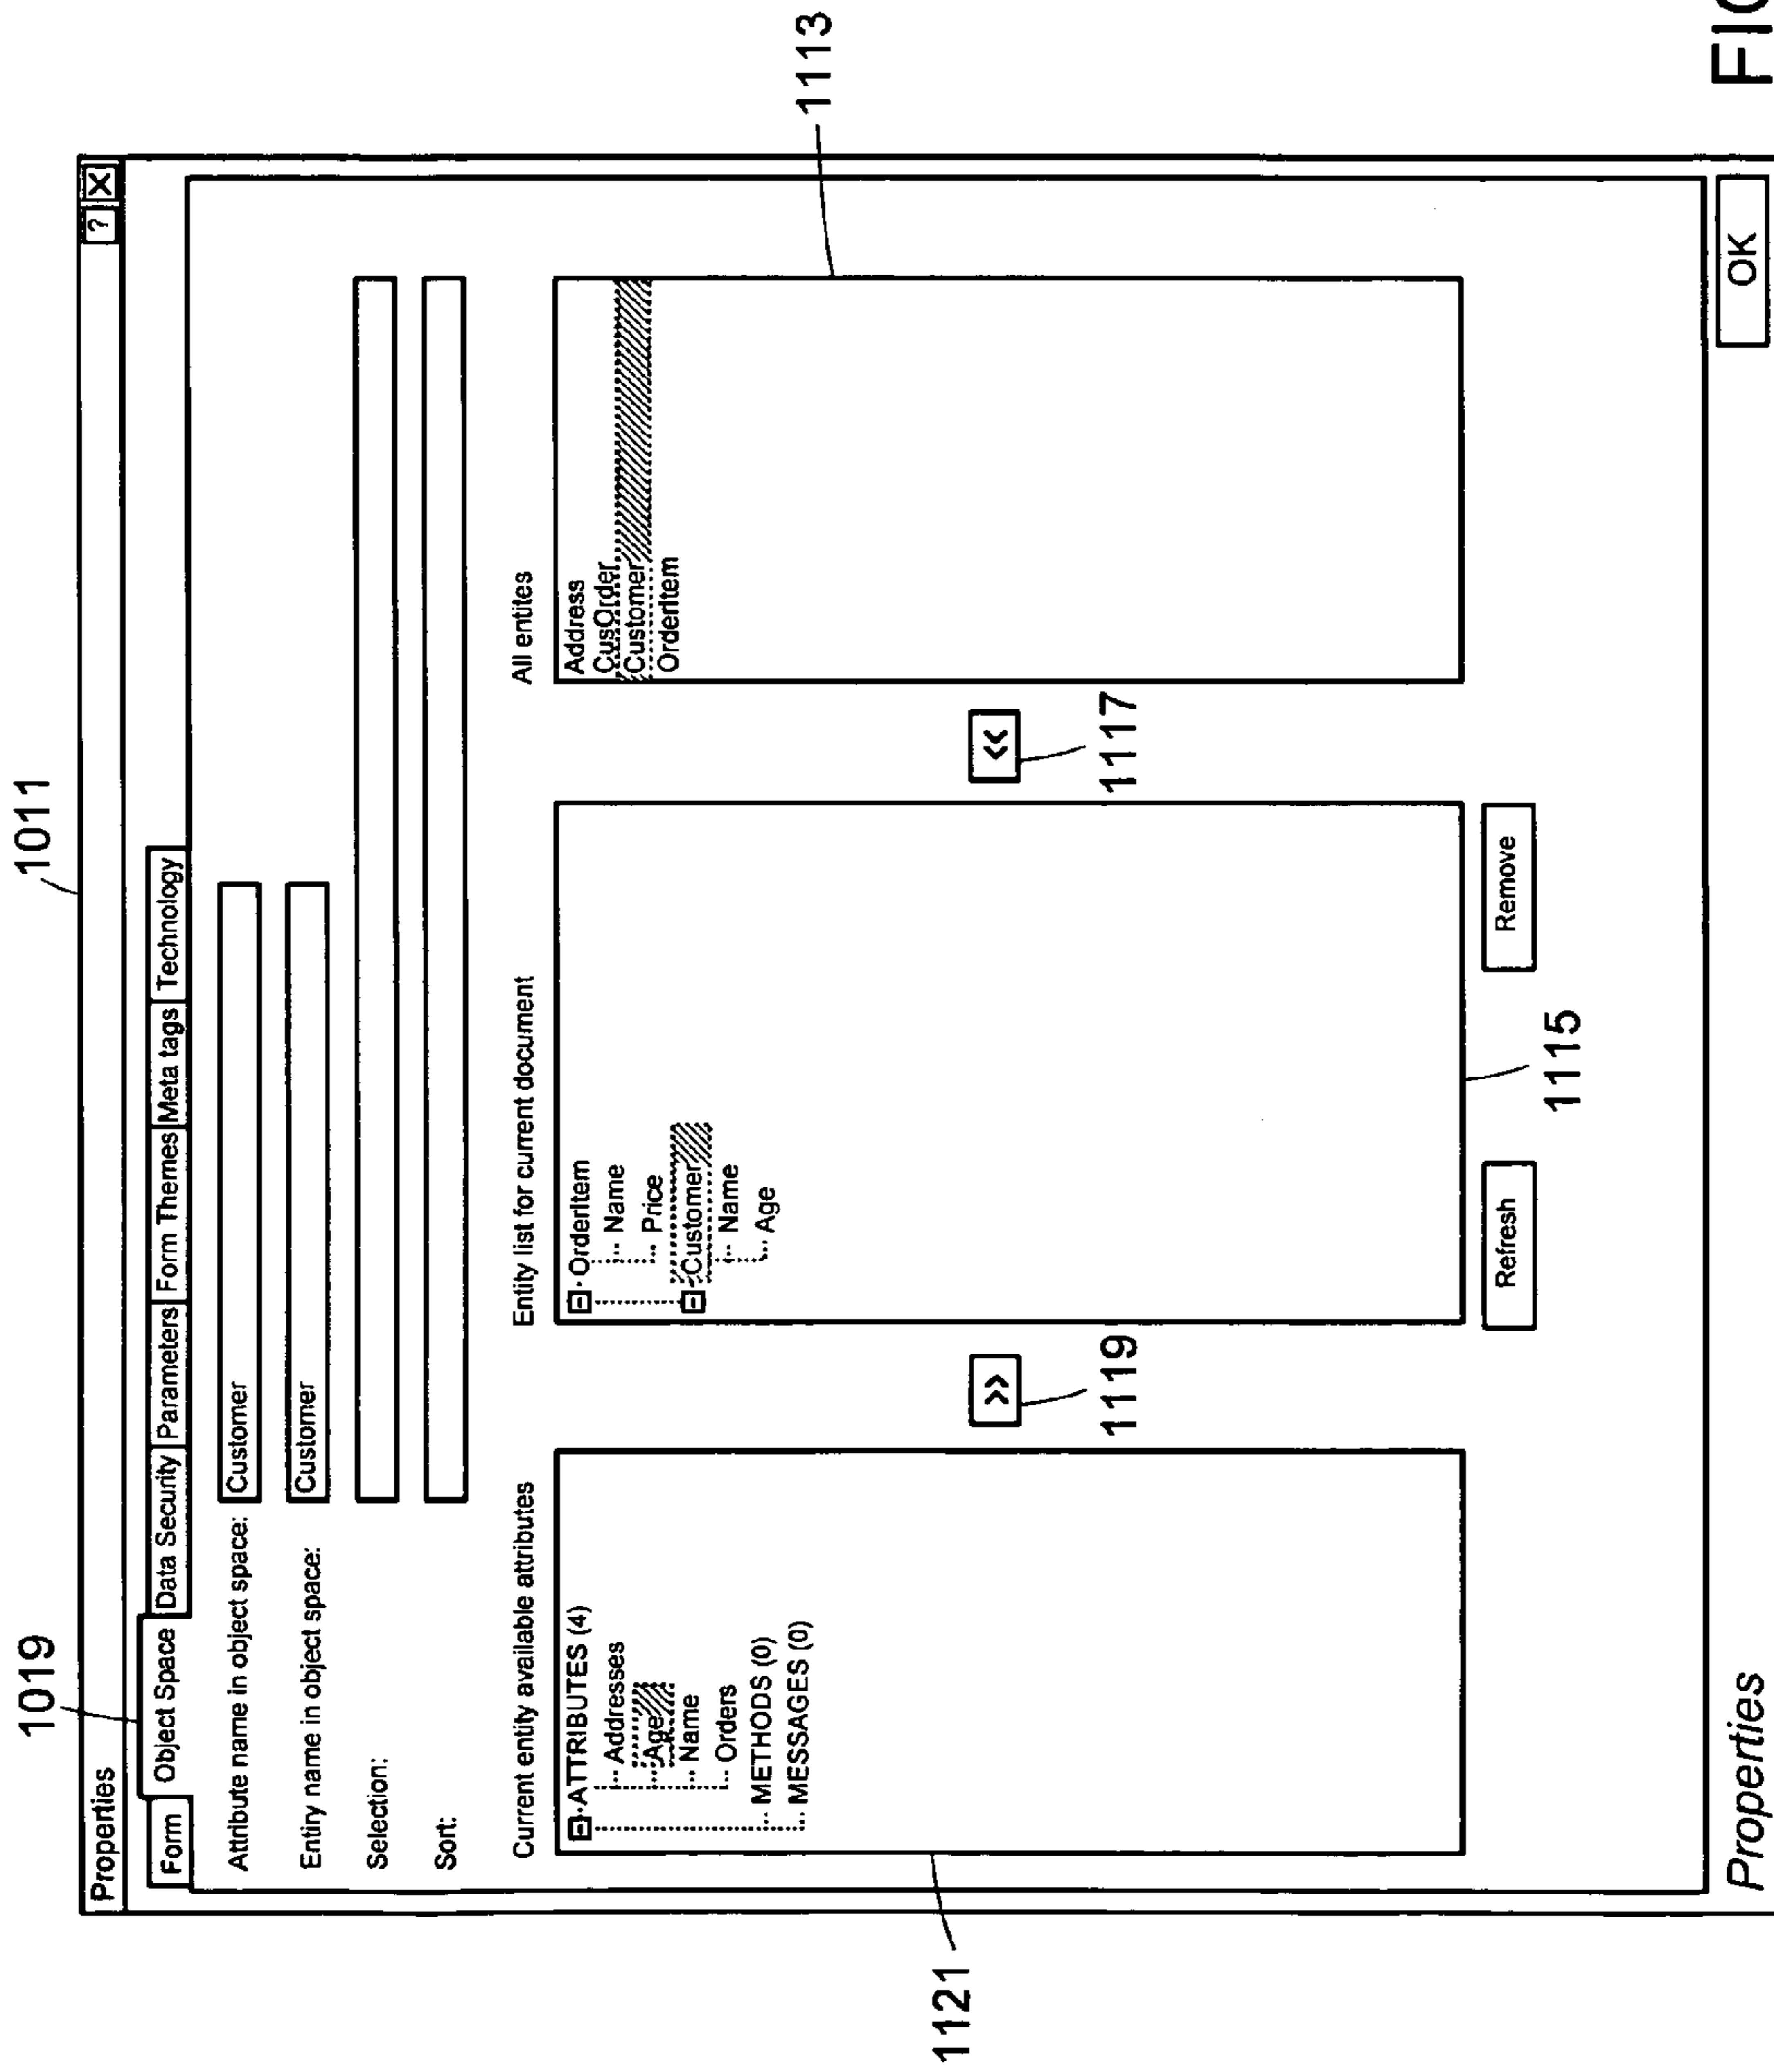 1011
1019
Properties
? X
Form Object Space Data Security Parameters Form Themes Meta tags Technology
Attribute name in object space: Customer
Entiry name in object space: Customer
Selection:
Sort:
Current entity available attributes
ATTRIBUTES (4)
Addresses
Age
Name
Orders
METHODS (0)
MESSAGES (0)
1121
>>
1119
Entity list for current document
OrderItem
Name
Price
Customer
Name
Age
Refresh
Remove
1115
<<
1117
All entites
Address
CusOrder
Customer
OrderItem
1113
OK
Properties